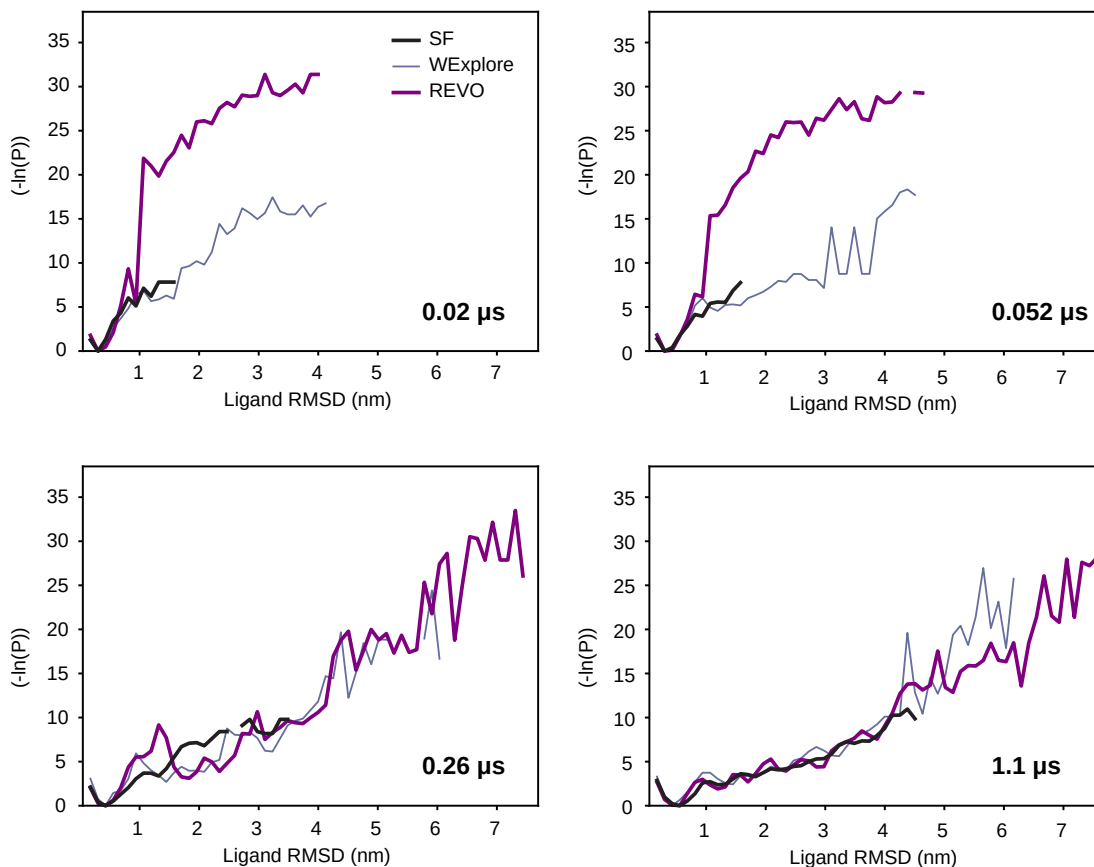 35
30
25
20
15
10
5
0
(-ln(P))
SF
WExplore
REVO
0.02 µs
1 2 3 4 5 6 7
Ligand RMSD (nm)
35
30
25
20
15
10
5
0
(-ln(P))
0.052 µs
1 2 3 4 5 6 7
Ligand RMSD (nm)
35
30
25
20
15
10
5
0
(-ln(P))
0.26 µs
1 2 3 4 5 6 7
Ligand RMSD (nm)
35
30
25
20
15
10
5
0
(-ln(P))
1.1 µs
1 2 3 4 5 6 7
Ligand RMSD (nm)